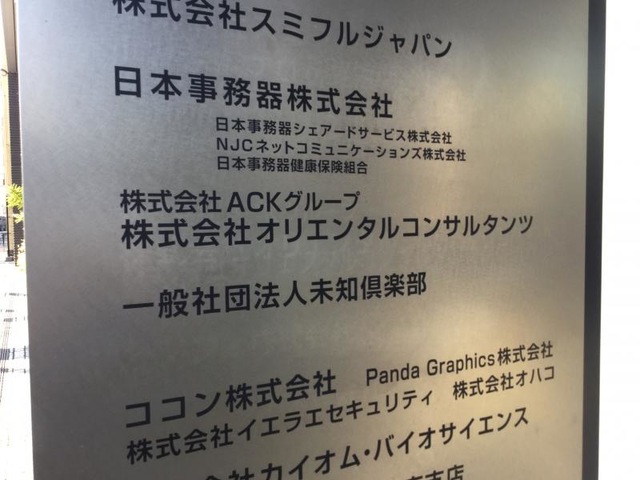 株式会社スミフルジャパン
日本事務器株式会社
日本事務器シェアードサービス株式会社
NJCネットコミュニケーションズ株式会社
日本事務器健康保険組合
株式会社ACKグループ
株式会社オリエンタルコンサルタンツ
一般社団法人未知倶楽部
ココン株式会社 Panda Graphics株式会社
株式会社イエラエセキュリティ 株式会社オハコ
会社カイオム・バイオサイエンス
支店